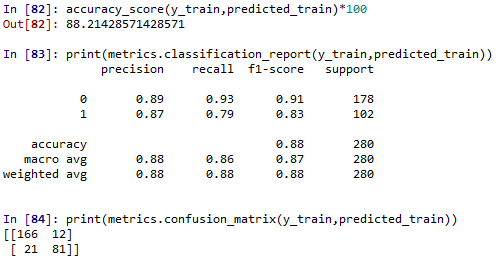 In [82]: accuracy_score(y_train,predicted_train)*100
Out[82]: 88.21428571428571
In [83]: print(metrics.classification_report(y_train,predicted_train))
precision recall f1-score support
0 0.89 0.93 0.91 178
1 0.87 0.79 0.83 102
accuracy 0.88 280
macro avg 0.88 0.86 0.87 280
weighted avg 0.88 0.88 0.88 280
In [84]: print(metrics.confusion_matrix(y_train,predicted_train))
[[166 12]
[ 21 81]]